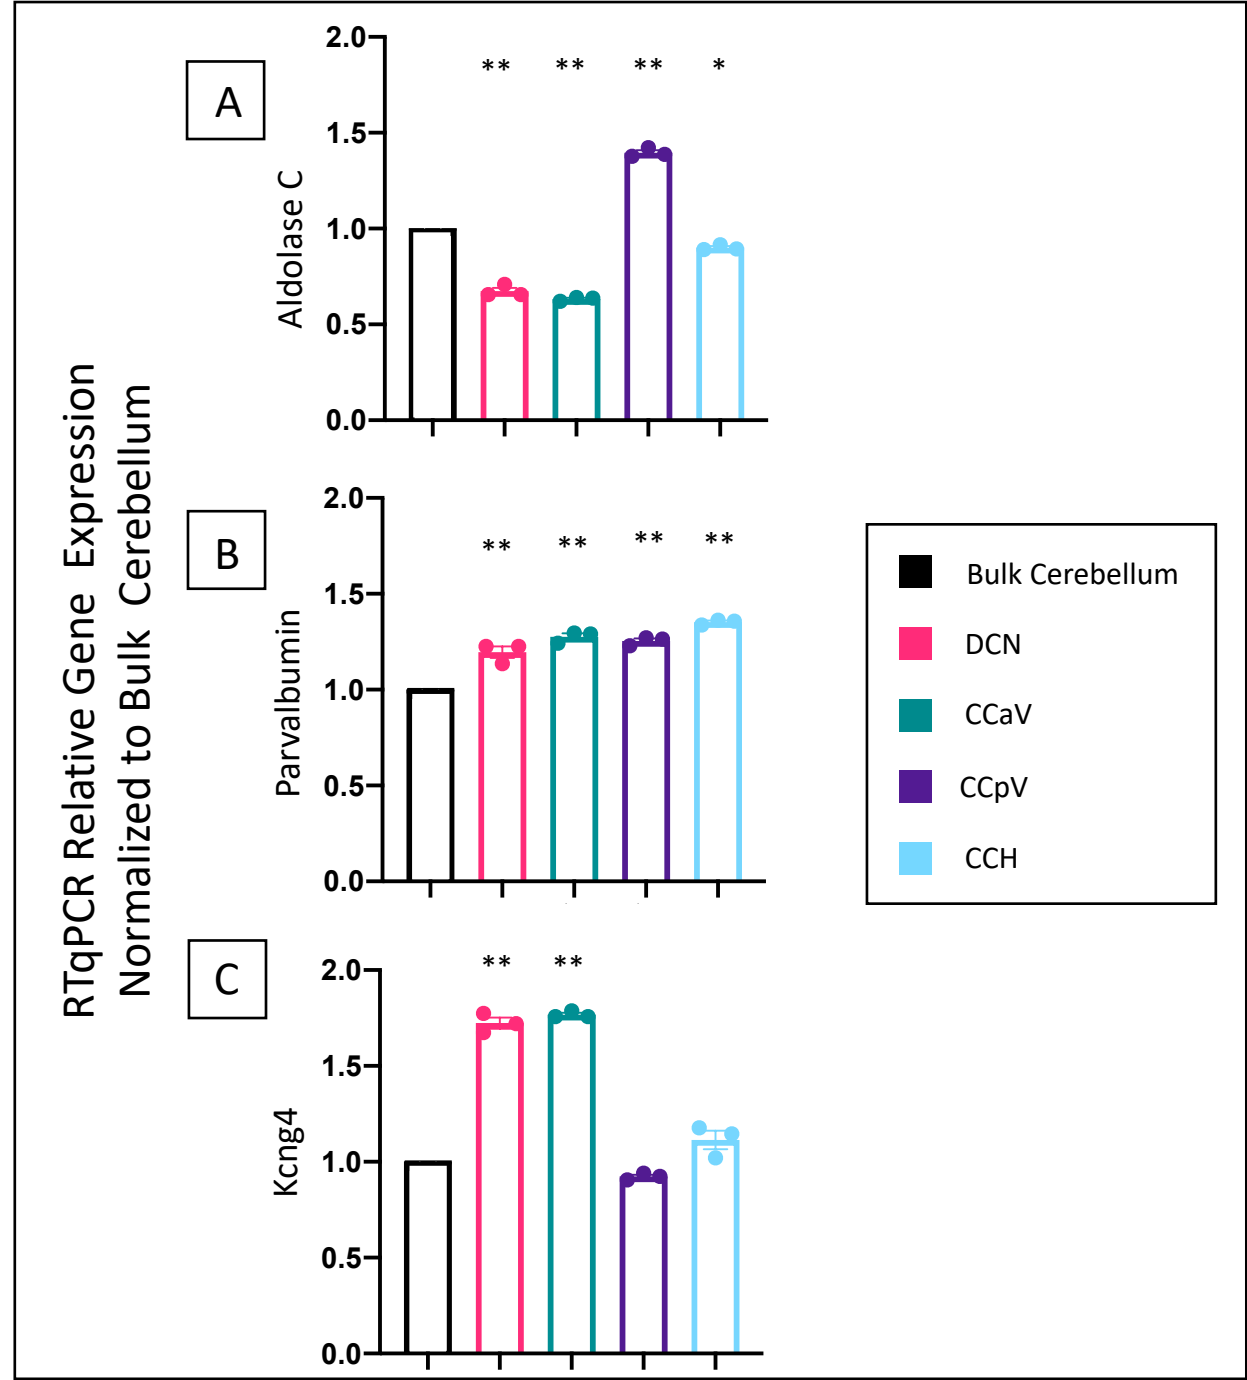 RTqPCR Relative Gene Expression
Normalized to Bulk Cerebellum
A
Aldolase C
2.0
1.5
1.0
0.5
0.0
** ** ** *
B
Parvalbumin
2.0
1.5
1.0
0.5
0.0
** ** ** **
C
Kcng4
2.0
1.5
1.0
0.5
0.0
** **
Bulk Cerebellum
DCN
CCaV
CCpV
CCH